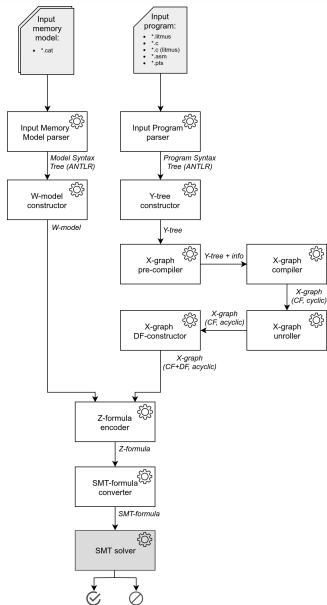 Input
memory
model:
• *.cat
Input
program:
• *.litmus
• *.c
• *.c (litmus)
• *.asm
• *.pts
Input Memory
Model parser
Input Program
parser
Model Syntax
Tree (ANTLR)
Program Syntax
Tree (ANTLR)
W-model
constructor
Y-tree
constructor
W-model
Y-tree
X-graph
pre-compiler
Y-tree + info
X-graph
compiler
X-graph
(CF, cyclic)
X-graph
DF-constructor
X-graph
(CF, acyclic)
X-graph
unroller
X-graph
(CF+DF, acyclic)
Z-formula
encoder
Z-formula
SMT-formula
converter
SMT-formula
SMT solver